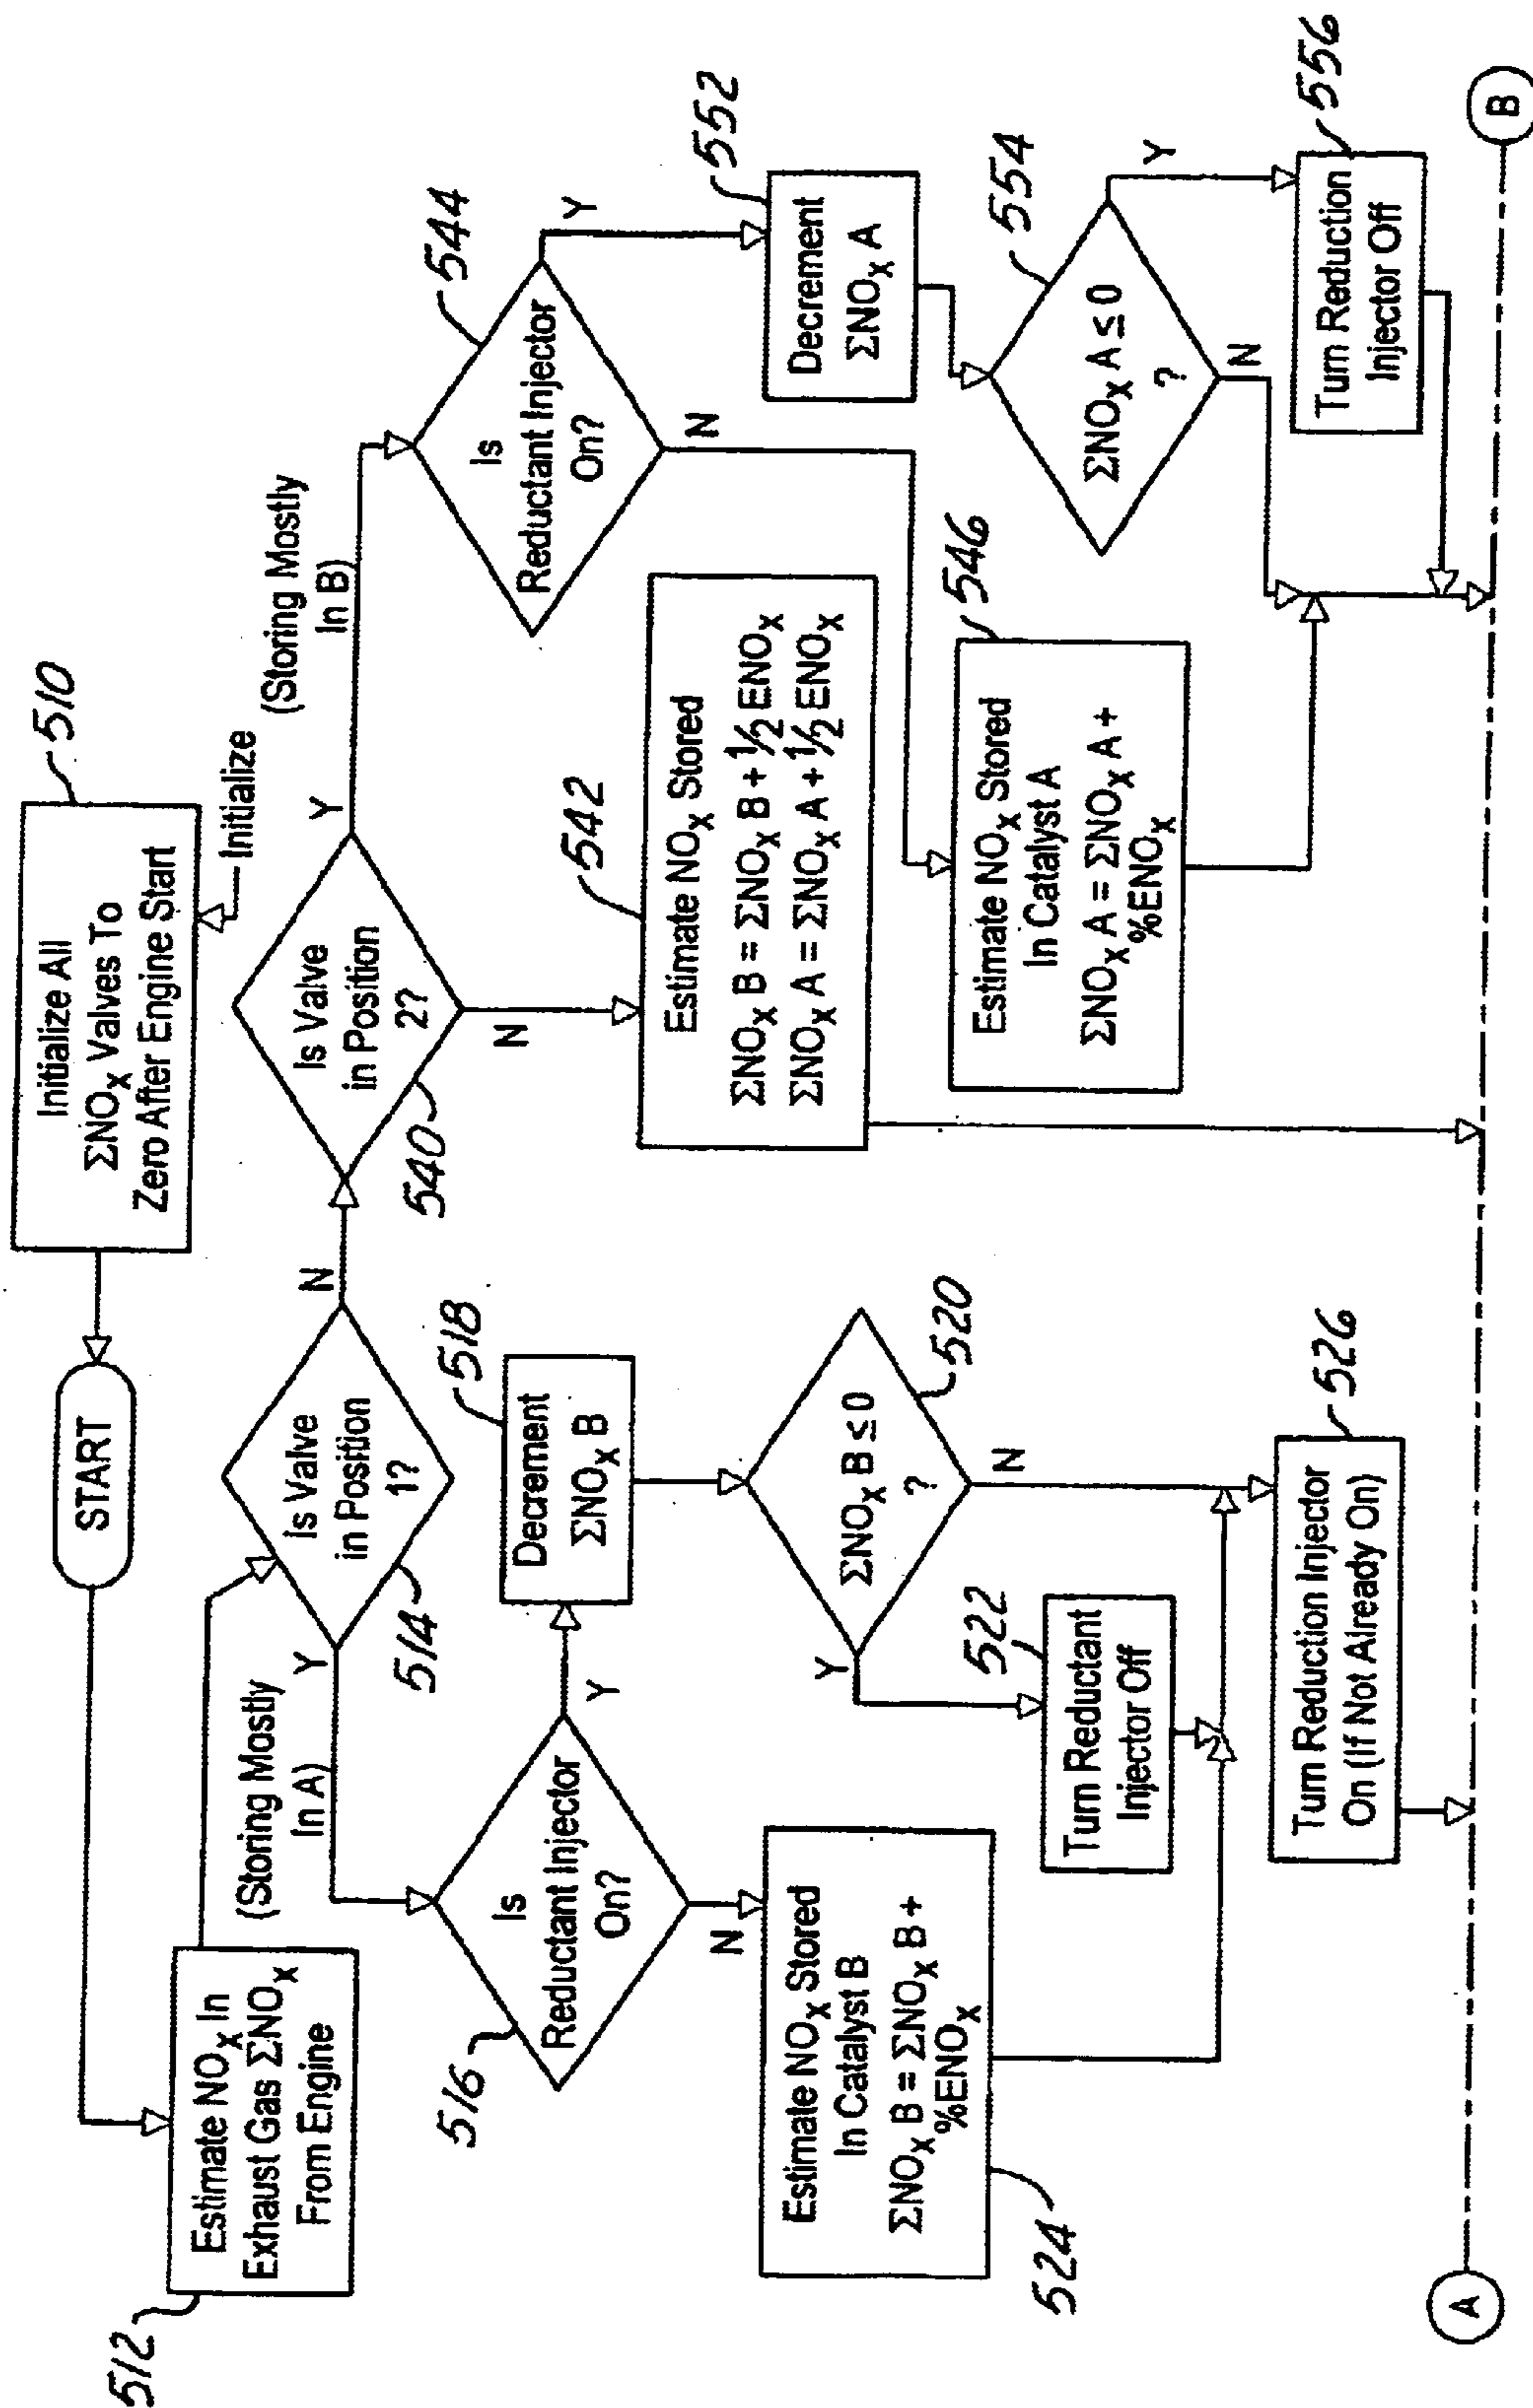 510
Initialize All
ΣNOx Valves To
Zero After Engine Start
Initialize
START
512
Estimate NOx In
Exhaust Gas ΣNOx
From Engine
514
Is Valve
in Position
1?
Y
N
(Storing Mostly
In A)
516
Is
Reductant Injector
On?
Y
N
518
Decrement
ΣNOx B
520
ΣNOx B ≤ 0
?
Y
N
522
Turn Reductant
Injector Off
524
Estimate NOx Stored
In Catalyst B
ΣNOx B = ΣNOx B +
%ENOx
526
Turn Reduction Injector
On (If Not Already On)
540
Is Valve
in Position
2?
Y
N
(Storing Mostly
In B)
542
Estimate NOx Stored
ΣNOx B = ΣNOx B + 1/2 ENOx
ΣNOx A = ΣNOx A + 1/2 ENOx
544
Is
Reductant Injector
On?
Y
N
546
Estimate NOx Stored
In Catalyst A
ΣNOx A = ΣNOx A +
%ENOx
552
Decrement
ΣNOx A
554
ΣNOx A ≤ 0
?
Y
N
556
Turn Reduction
Injector Off
A
B